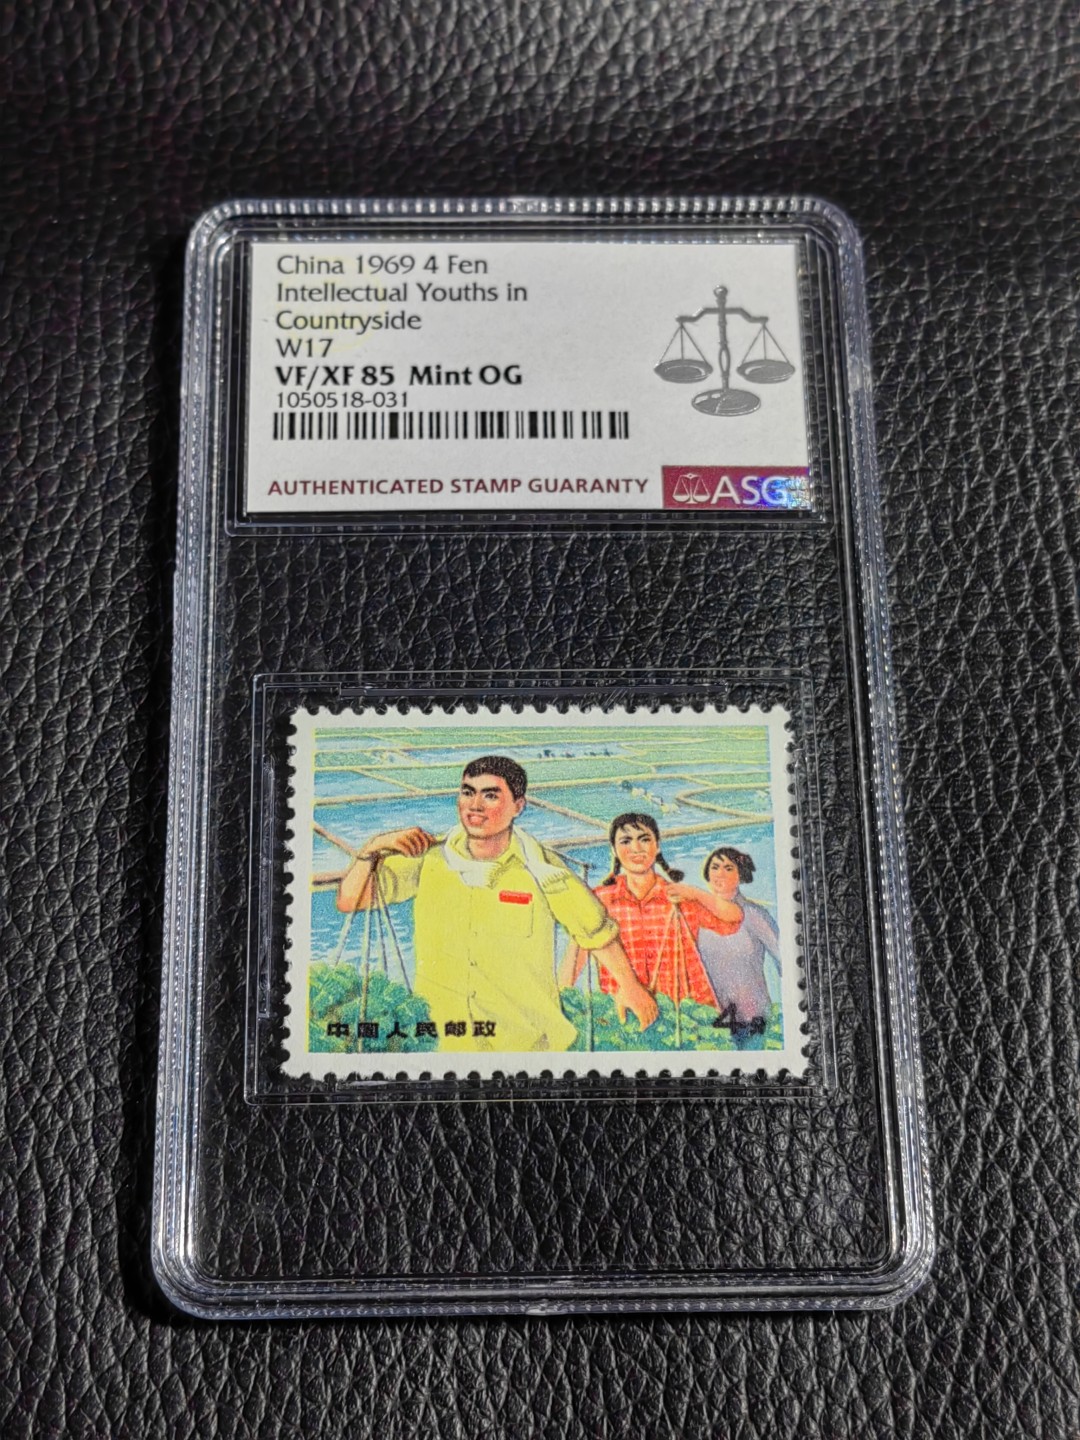 China 1969 4 Fen
Intellectual Youths in
Countryside
W17
VF/XF 85 Mint OG
1050518-031
AUTHENTICATED STAMP GUARANTY
ASG
中国人民邮政
4分